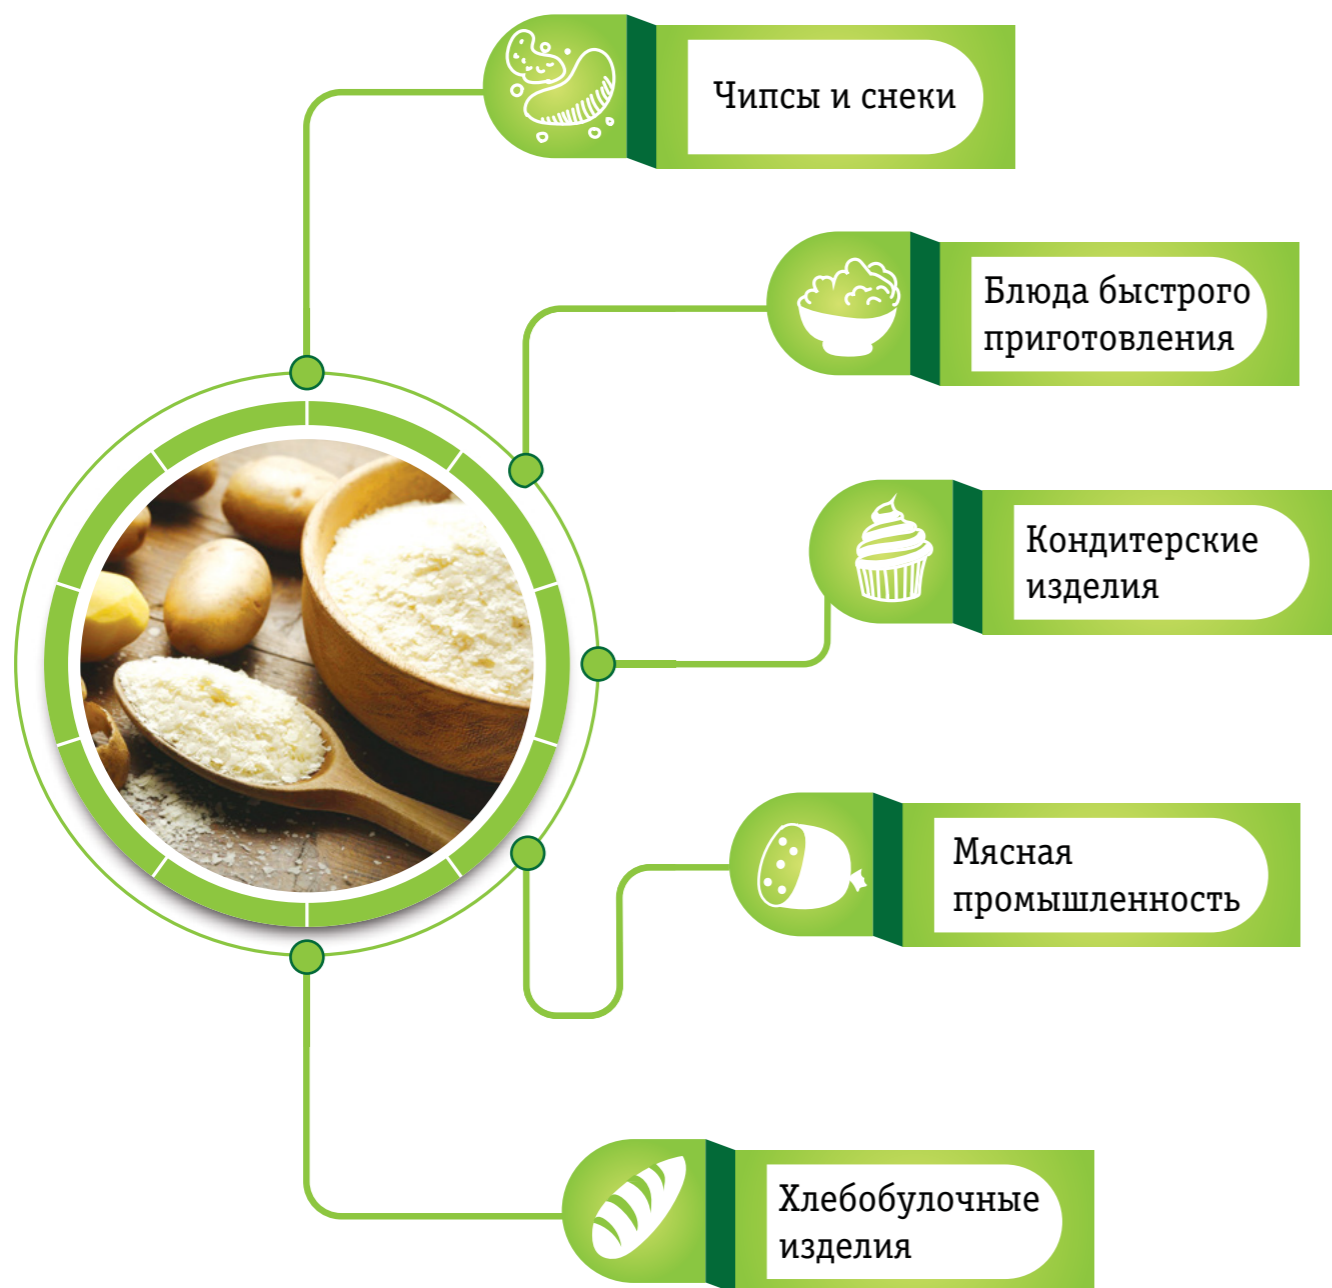 Чипсы и снеки
Блюда быстрого
приготовления
Кондитерские
изделия
Мясная
промышленность
Хлебобулочные
изделия